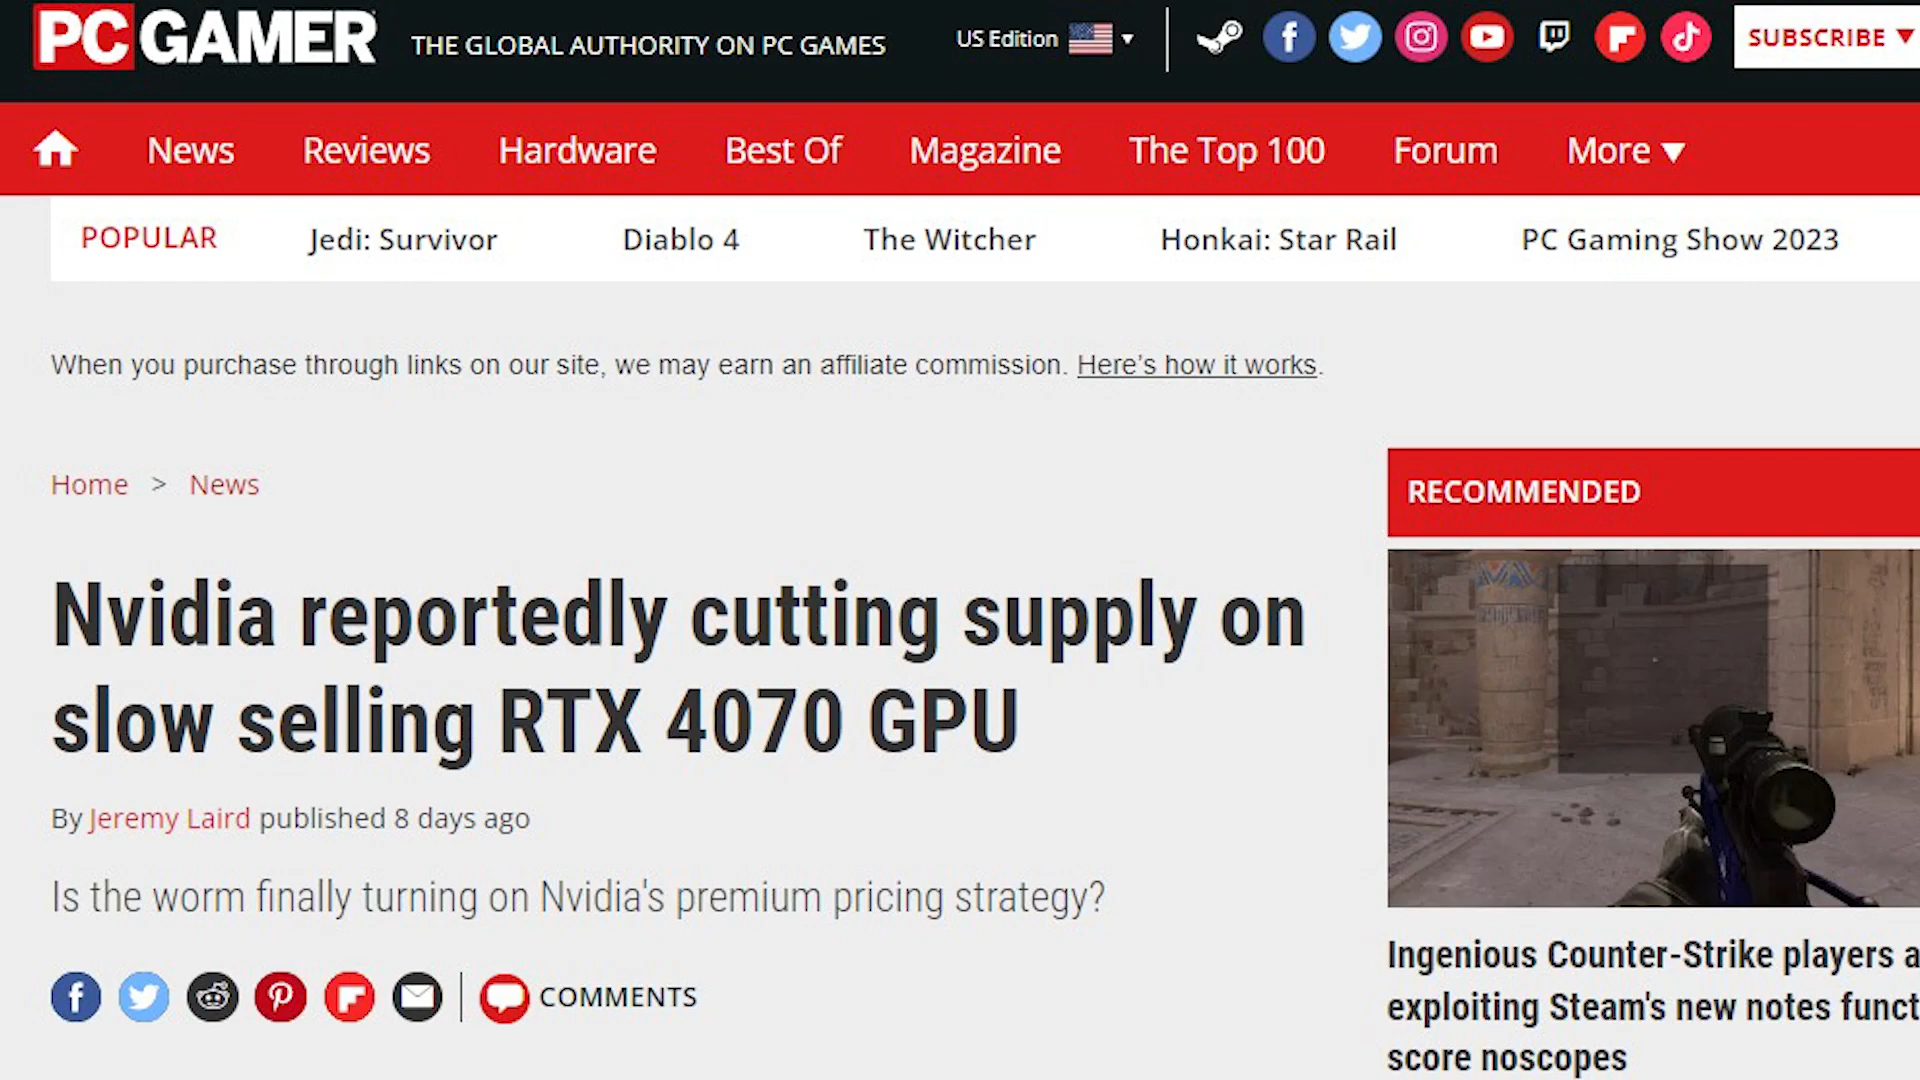 PC GAMER
THE GLOBAL AUTHORITY ON PC GAMES
US Edition
SUBSCRIBE
News Reviews Hardware Best Of Magazine The Top 100 Forum More
POPULAR Jedi: Survivor Diablo 4 The Witcher Honkai: Star Rail PC Gaming Show 2023
When you purchase through links on our site, we may earn an affiliate commission. Here’s how it works.
Home > News
Nvidia reportedly cutting supply on
slow selling RTX 4070 GPU
By Jeremy Laird published 8 days ago
Is the worm finally turning on Nvidia's premium pricing strategy?
COMMENTS
RECOMMENDED
Ingenious Counter-Strike players a
exploiting Steam's new notes funct
score noscopes